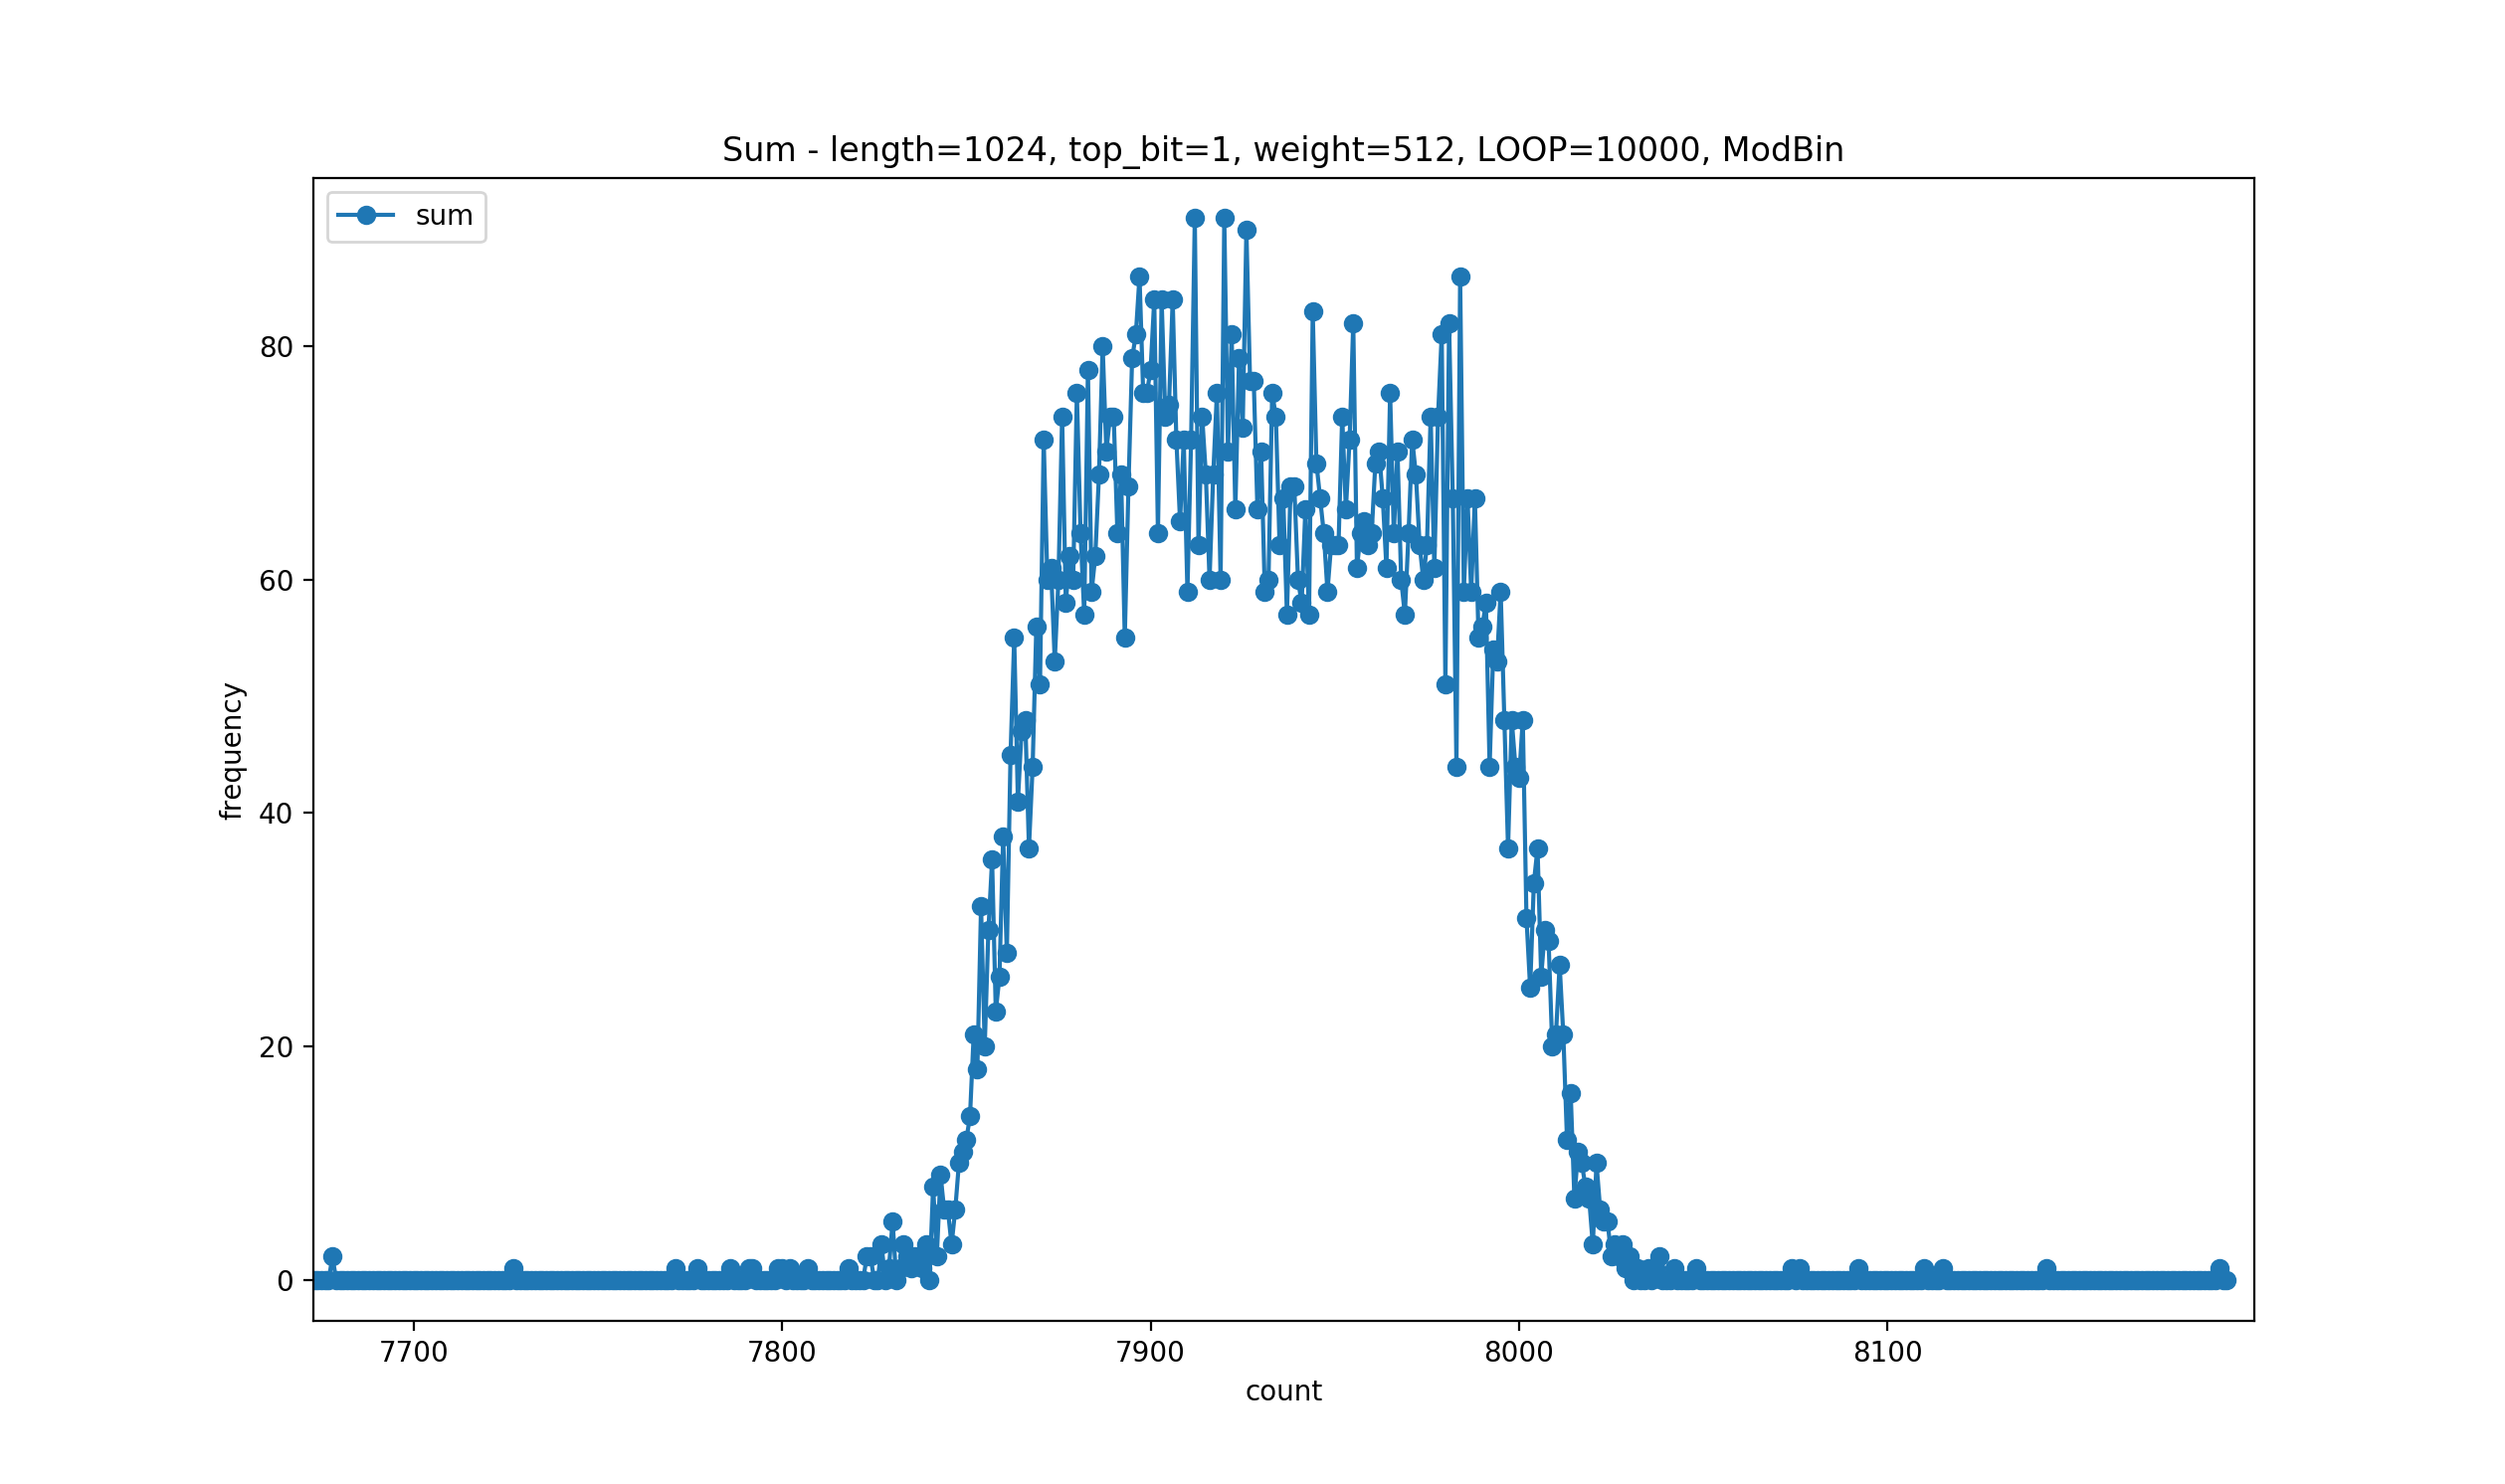 Sum - length=1024, top_bit=1, weight=512, LOOP=10000, ModBin
sum
80
60
40
20
0
frequency
7700 7800 7900 8000 8100
count